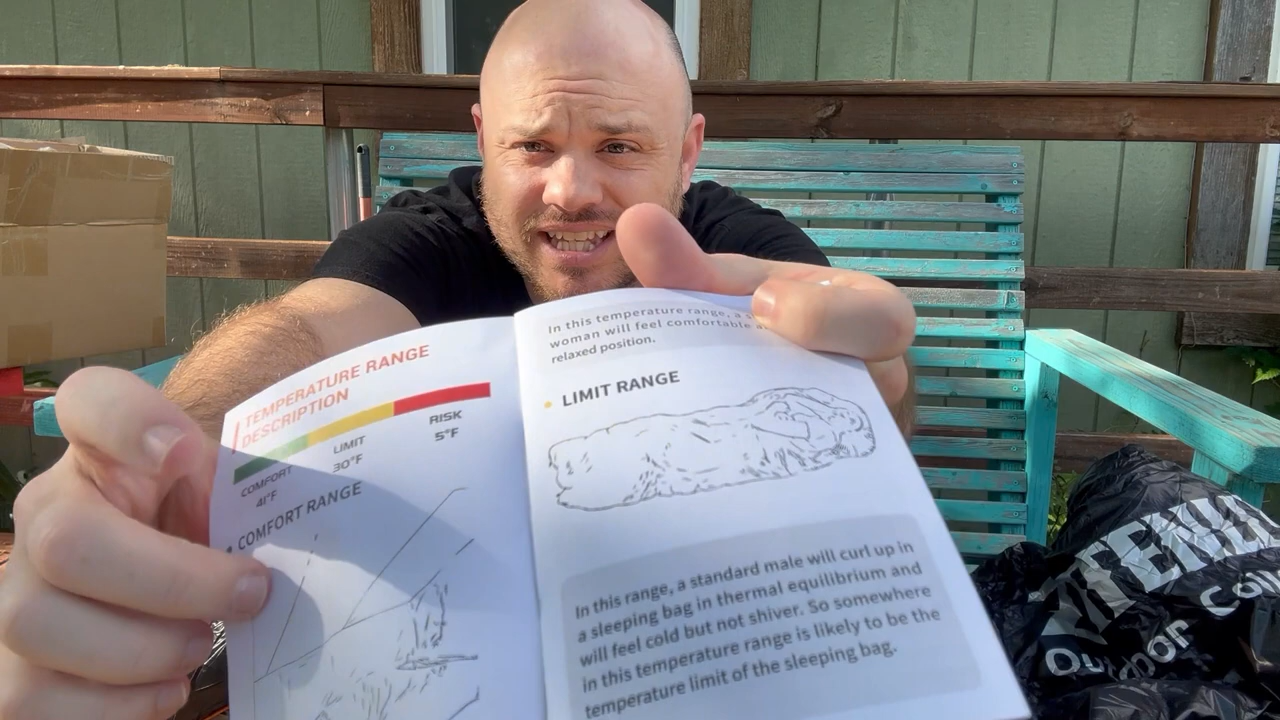 TEMPERATURE RANGE
DESCRIPTION
COMFORT
41°F
LIMIT
30°F
RISK
5°F
• COMFORT RANGE
In this temperature range, a
woman will feel comfortable
relaxed position.
• LIMIT RANGE
In this range, a standard male will curl up in
a sleeping bag in thermal equilibrium and
will feel cold but not shiver. So somewhere
in this temperature range is likely to be the
temperature limit of the sleeping bag.